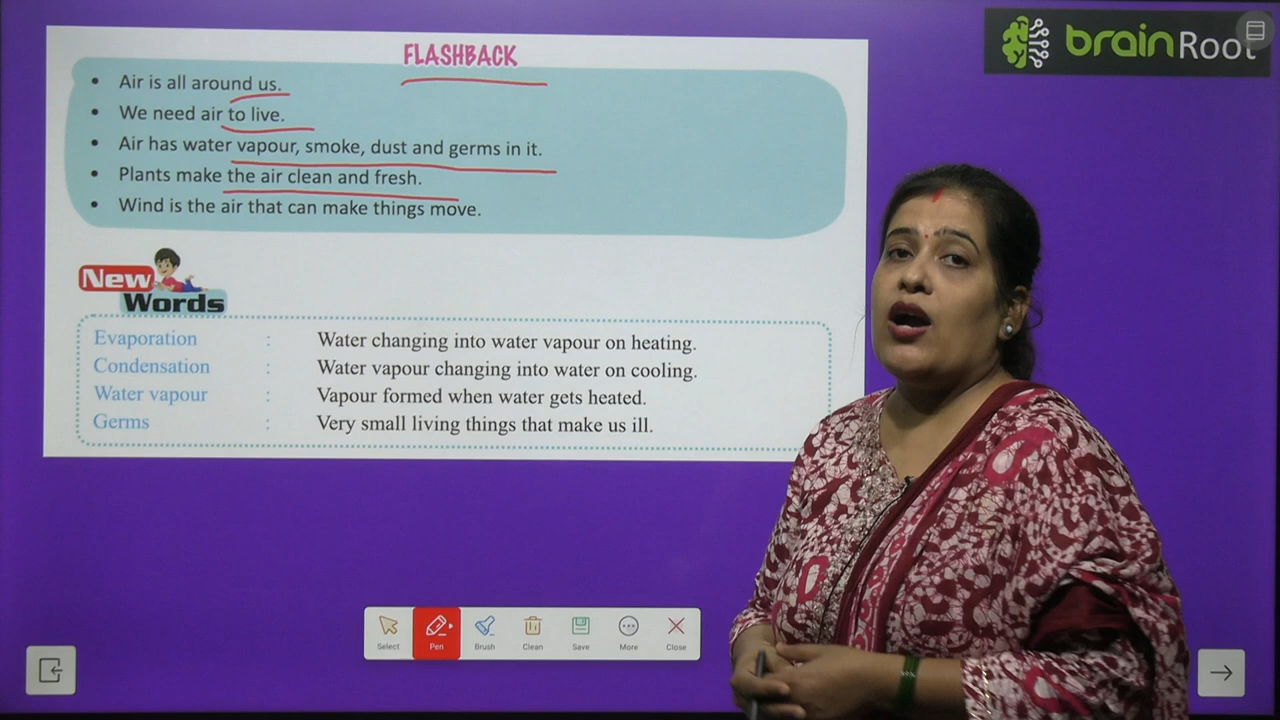 brainRoot
FLASHBACK
• Air is all around us.
• We need air to live.
• Air has water vapour, smoke, dust and germs in it.
• Plants make the air clean and fresh.
• Wind is the air that can make things move.
New
Words
Evaporation : Water changing into water vapour on heating.
Condensation : Water vapour changing into water on cooling.
Water vapour : Vapour formed when water gets heated.
Germs : Very small living things that make us ill.
Select Pen Brush Clean Save More Close